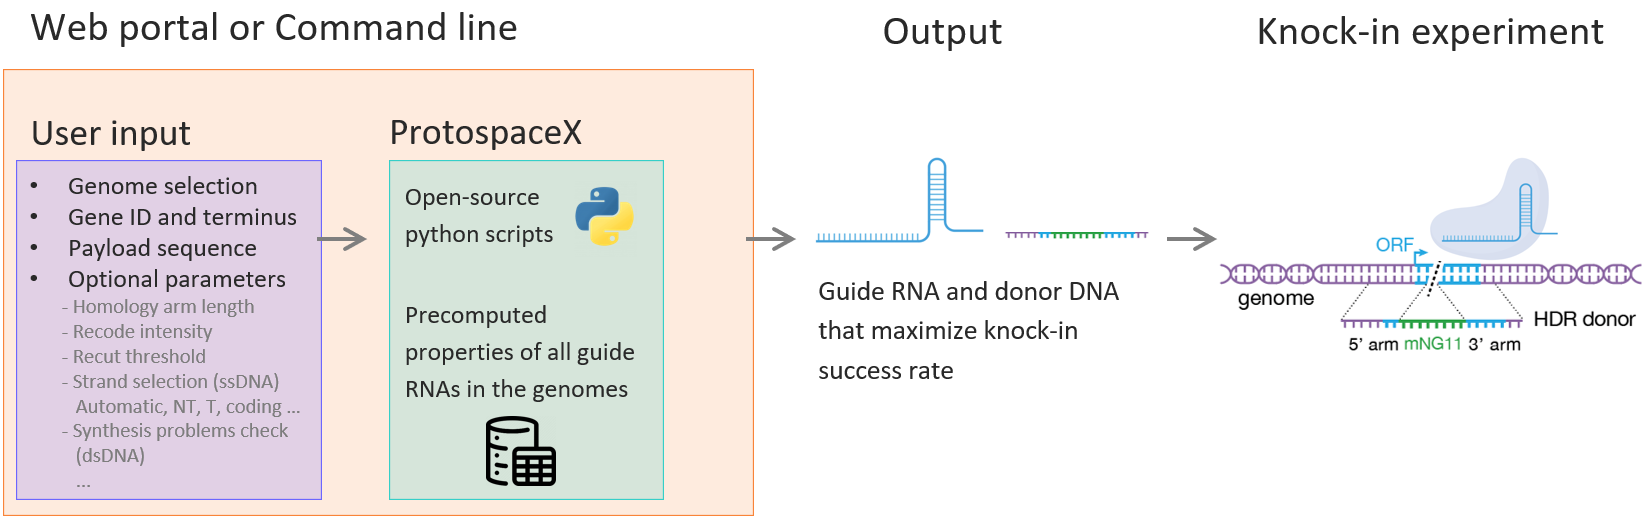 Web portal or Command line
Output
Knock-in experiment
User input
• Genome selection
• Gene ID and terminus
• Payload sequence
• Optional parameters
- Homology arm length
- Recode intensity
- Recut threshold
- Strand selection (ssDNA)
Automatic, NT, T, coding ...
- Synthesis problems check
(dsDNA)
...
ProtospaceX
Open-source
python scripts
Precomputed
properties of all guide
RNAs in the genomes
Guide RNA and donor DNA
that maximize knock-in
success rate
ORF
genome
HDR donor
5' arm mNG11 3' arm